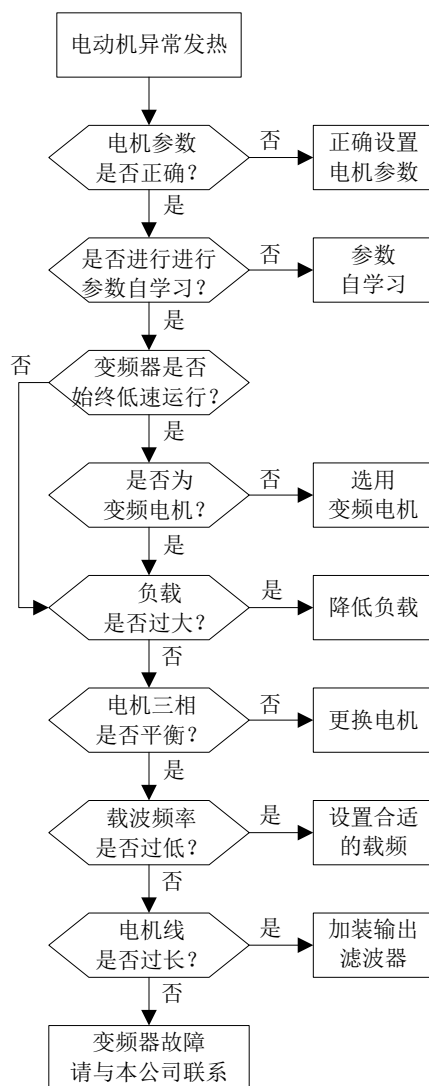 电动机异常发热
电机参数
是否正确?
否
正确设置
电机参数
是
是否进行进行
参数自学习?
否
参数
自学习
是
否
变频器是否
始终低速运行?
是
是否为
变频电机?
否
选用
变频电机
是
负载
是否过大?
是
降低负载
否
电机三相
是否平衡?
否
更换电机
是
载波频率
是否过低?
是
设置合适
的载频
否
电机线
是否过长?
是
加装输出
滤波器
否
变频器故障
请与本公司联系